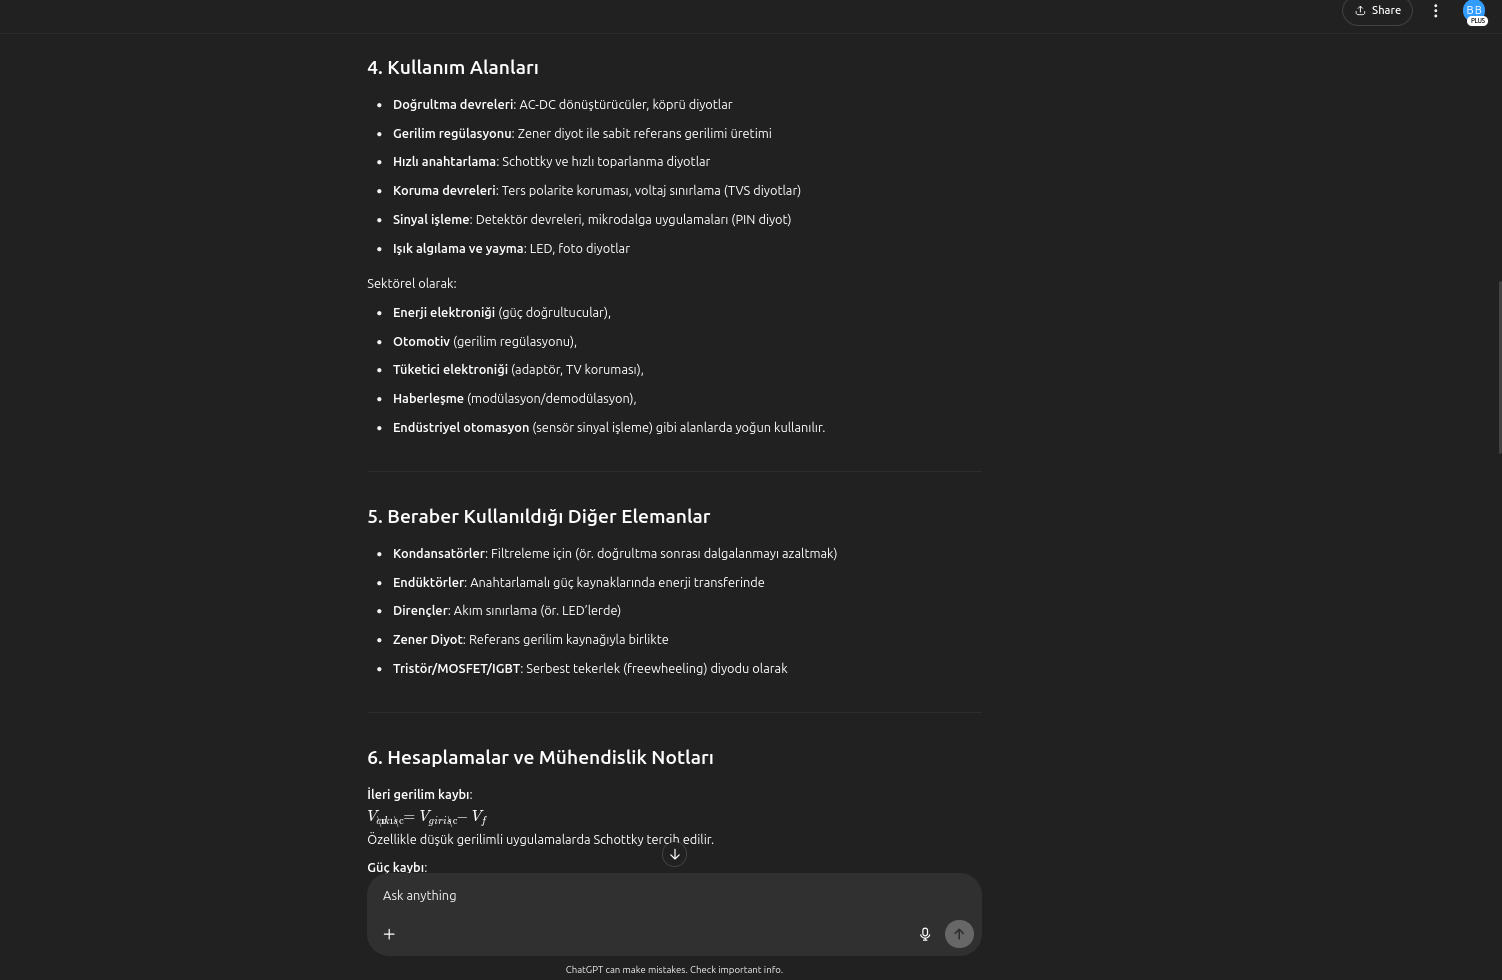 Share
BB
PLUS
4. Kullanım Alanları
• Doğrultma devreleri: AC-DC dönüştürücüler, köprü diyotlar
• Gerilim regülasyonu: Zener diyot ile sabit referans gerilimi üretimi
• Hızlı anahtarlama: Schottky ve hızlı toparlanma diyotlar
• Koruma devreleri: Ters polarite koruması, voltaj sınırlama (TVS diyotlar)
• Sinyal işleme: Detektör devreleri, mikrodalga uygulamaları (PIN diyot)
• Işık algılama ve yayma: LED, foto diyotlar
Sektörel olarak:
• Enerji elektroniği (güç doğrultucular),
• Otomotiv (gerilim regülasyonu),
• Tüketici elektroniği (adaptör, TV koruması),
• Haberleşme (modülasyon/demodülasyon),
• Endüstriyel otomasyon (sensör sinyal işleme) gibi alanlarda yoğun kullanılır.
5. Beraber Kullanıldığı Diğer Elemanlar
• Kondansatörler: Filtreleme için (ör. doğrultma sonrası dalgalanmayı azaltmak)
• Endüktörler: Anahtarlamalı güç kaynaklarında enerji transferinde
• Dirençler: Akım sınırlama (ör. LED’lerde)
• Zener Diyot: Referans gerilim kaynağıyla birlikte
• Tristör/MOSFET/IGBT: Serbest tekerlek (freewheeling) diyodu olarak
6. Hesaplamalar ve Mühendislik Notları
İleri gerilim kaybı:
V = V − V_f
Özellikle düşük gerilimli uygulamalarda Schottky tercih edilir.
Güç kaybı:
Ask anything
ChatGPT can make mistakes. Check important info.